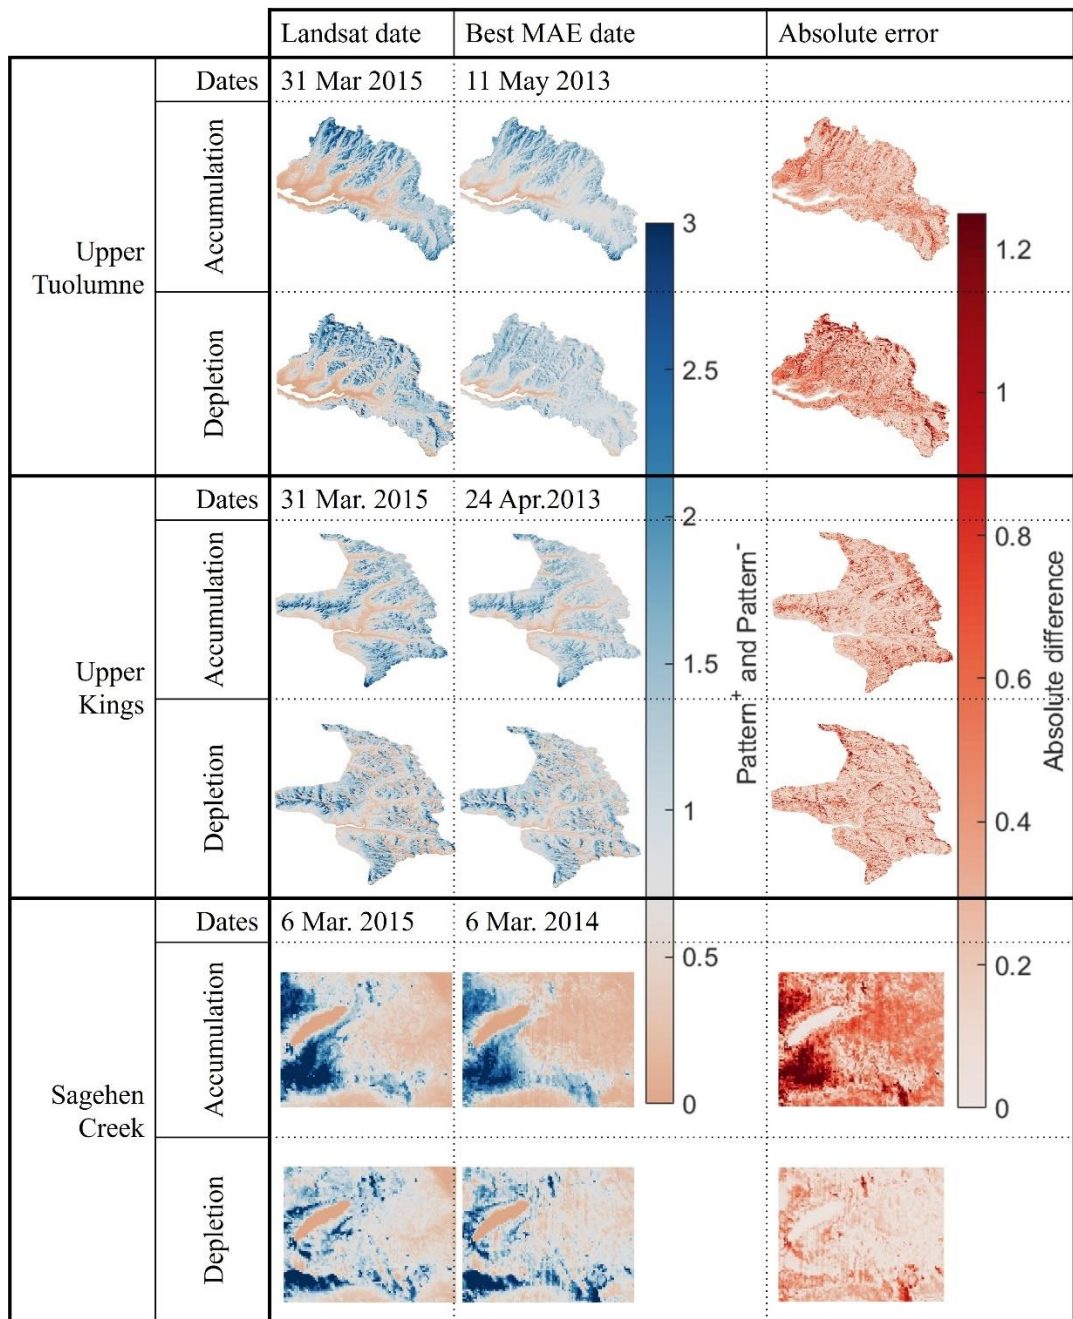 Landsat date
Best MAE date
Absolute error
Upper
Tuolumne
Dates
31 Mar 2015
11 May 2013
Accumulation
Depletion
Upper
Kings
Dates
31 Mar. 2015
24 Apr.2013
Accumulation
Depletion
Sagehen
Creek
Dates
6 Mar. 2015
6 Mar. 2014
Accumulation
Depletion
3
2.5
2
1.5
1
0.5
0
Pattern+ and Pattern-
1.2
1
0.8
0.6
0.4
0.2
0
Absolute difference